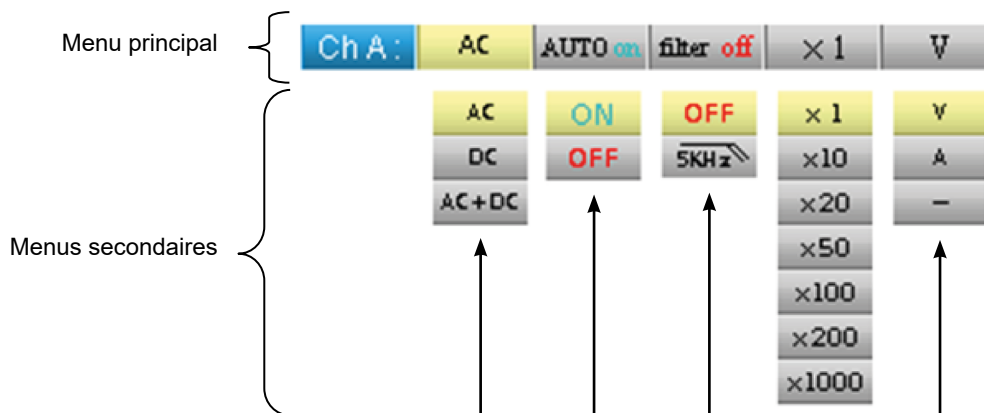 Menu principal
Ch A: AC AUTO on filter off ×1 V
AC ON OFF ×1 V
DC OFF 5KHz ×10 A
AC+DC ×20 –
Menus secondaires
×50
×100
×200
×1000